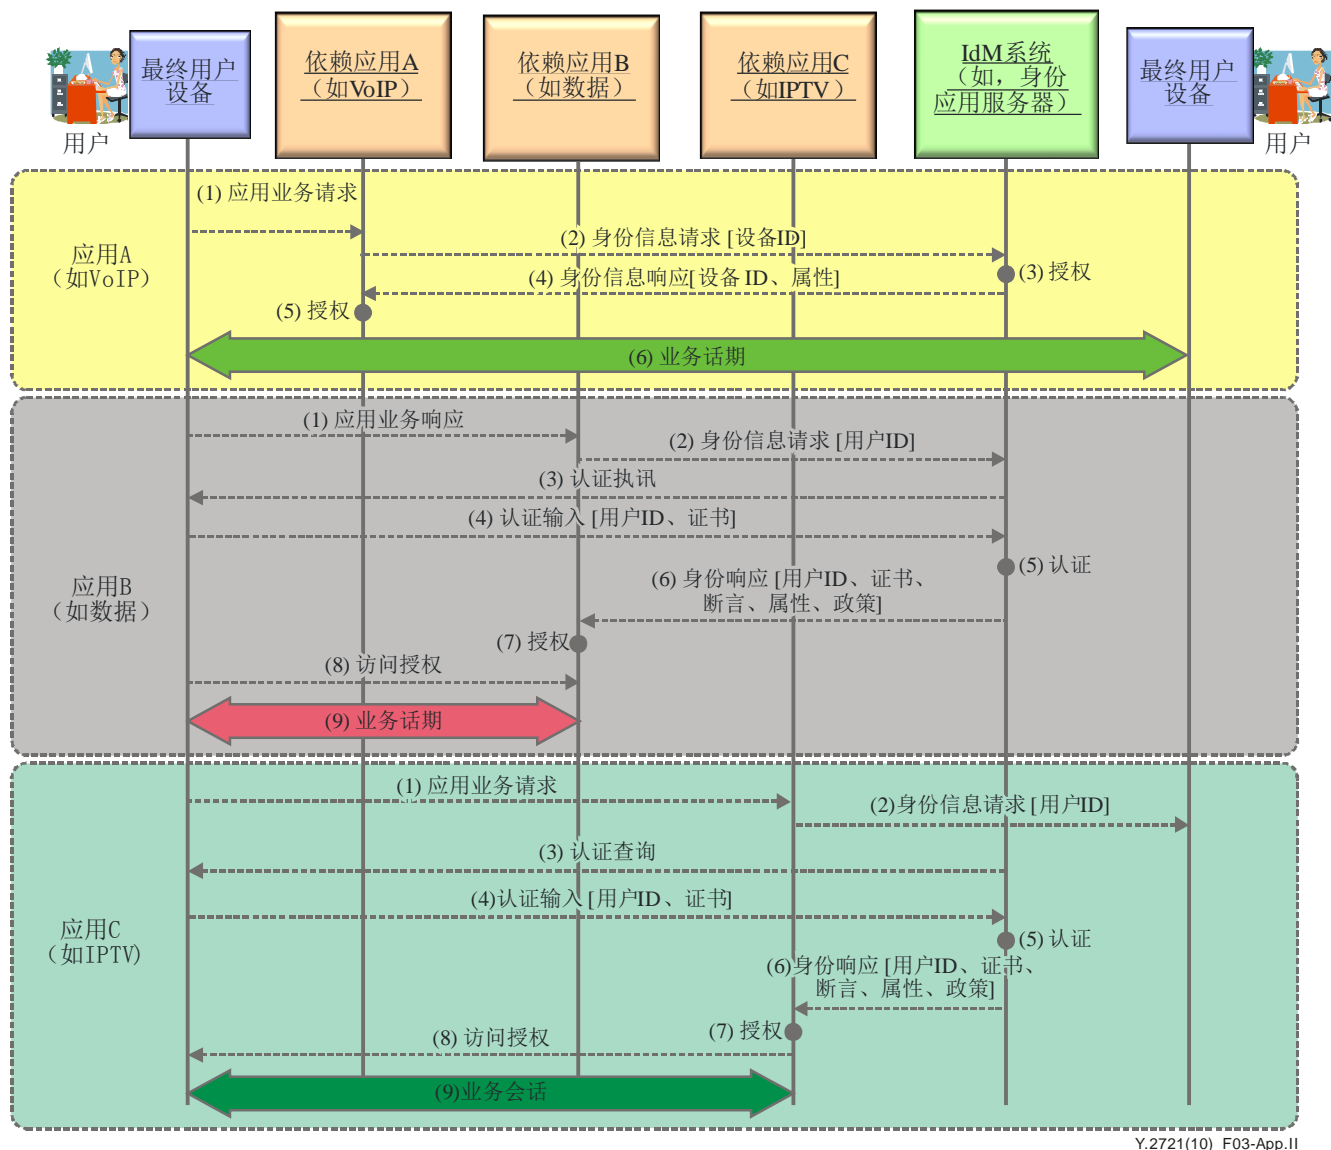 最终用户
设备
用户
依赖应用A
（如VoIP）
依赖应用B
（如数据）
依赖应用C
（如IPTV）
IdM系统
（如，身份
应用服务器）
最终用户
设备
用户
应用A
（如VoIP）
(1) 应用业务请求
(2) 身份信息请求 [设备ID]
(3) 授权
(4) 身份信息响应[设备 ID、属性]
(5) 授权
(6) 业务话期
应用B
（如数据）
(1) 应用业务响应
(2) 身份信息请求 [用户ID]
(3) 认证执讯
(4) 认证输入 [用户ID、证书]
(5) 认证
(6) 身份响应 [用户ID、证书、
断言、属性、政策]
(7) 授权
(8) 访问授权
(9) 业务话期
应用C
（如IPTV)
(1) 应用业务请求
(2)身份信息请求 [用户ID]
(3) 认证查询
(4)认证输入 [用户ID、证书]
(5) 认证
(6)身份响应 [用户ID、证书、
断言、属性、政策]
(7) 授权
(8) 访问授权
(9)业务会话
Y.2721(10)_F03-App.II